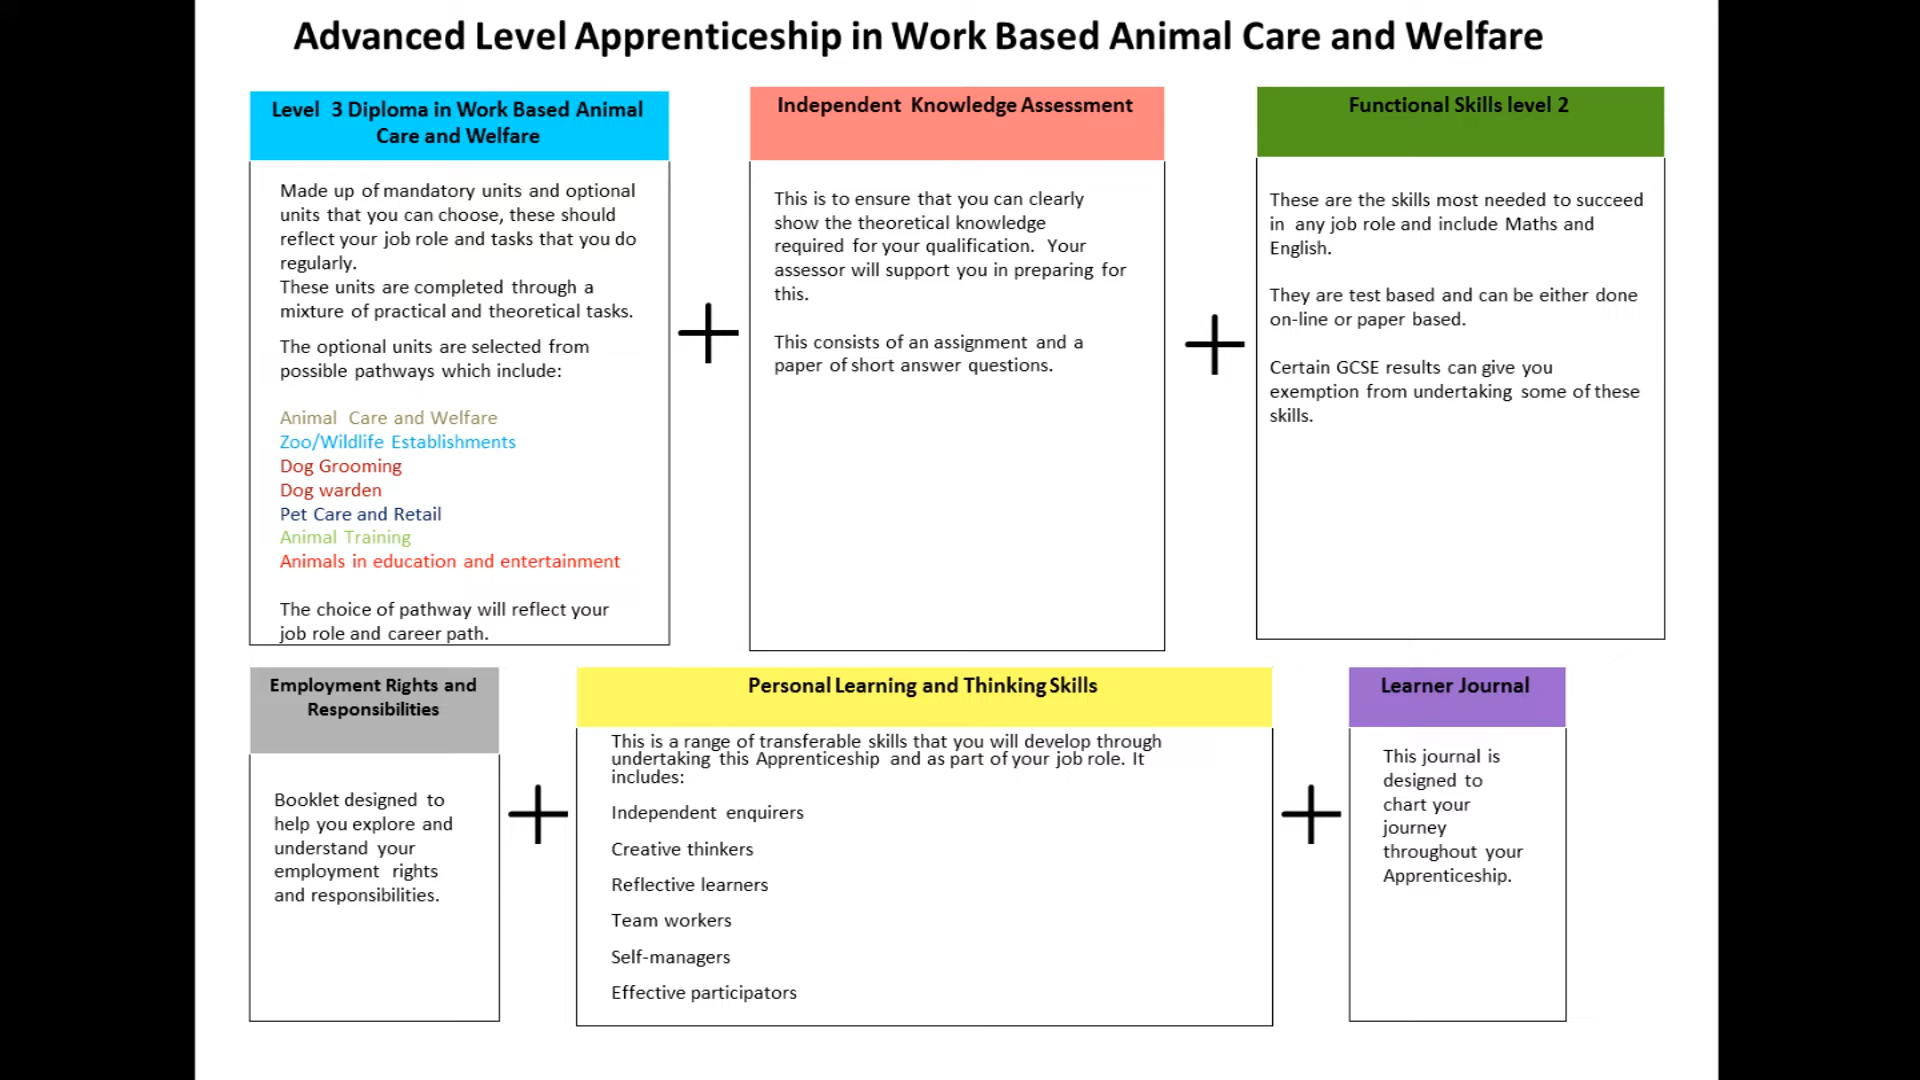 Advanced Level Apprenticeship in Work Based Animal Care and Welfare
Level 3 Diploma in Work Based Animal
Care and Welfare
Made up of mandatory units and optional
units that you can choose, these should
reflect your job role and tasks that you do
regularly.
These units are completed through a
mixture of practical and theoretical tasks.
The optional units are selected from
possible pathways which include:
Animal Care and Welfare
Zoo/Wildlife Establishments
Dog Grooming
Dog warden
Pet Care and Retail
Animal Training
Animals in education and entertainment
The choice of pathway will reflect your
job role and career path.
+
Independent Knowledge Assessment
This is to ensure that you can clearly
show the theoretical knowledge
required for your qualification. Your
assessor will support you in preparing for
this.
This consists of an assignment and a
paper of short answer questions.
+
Functional Skills level 2
These are the skills most needed to succeed
in any job role and include Maths and
English.
They are test based and can be either done
on-line or paper based.
Certain GCSE results can give you
exemption from undertaking some of these
skills.
Employment Rights and
Responsibilities
Booklet designed to
help you explore and
understand your
employment rights
and responsibilities.
+
Personal Learning and Thinking Skills
This is a range of transferable skills that you will develop through
undertaking this Apprenticeship and as part of your job role. It
includes:
Independent enquirers
Creative thinkers
Reflective learners
Team workers
Self-managers
Effective participators
+
Learner Journal
This journal is
designed to
chart your
journey
throughout your
Apprenticeship.